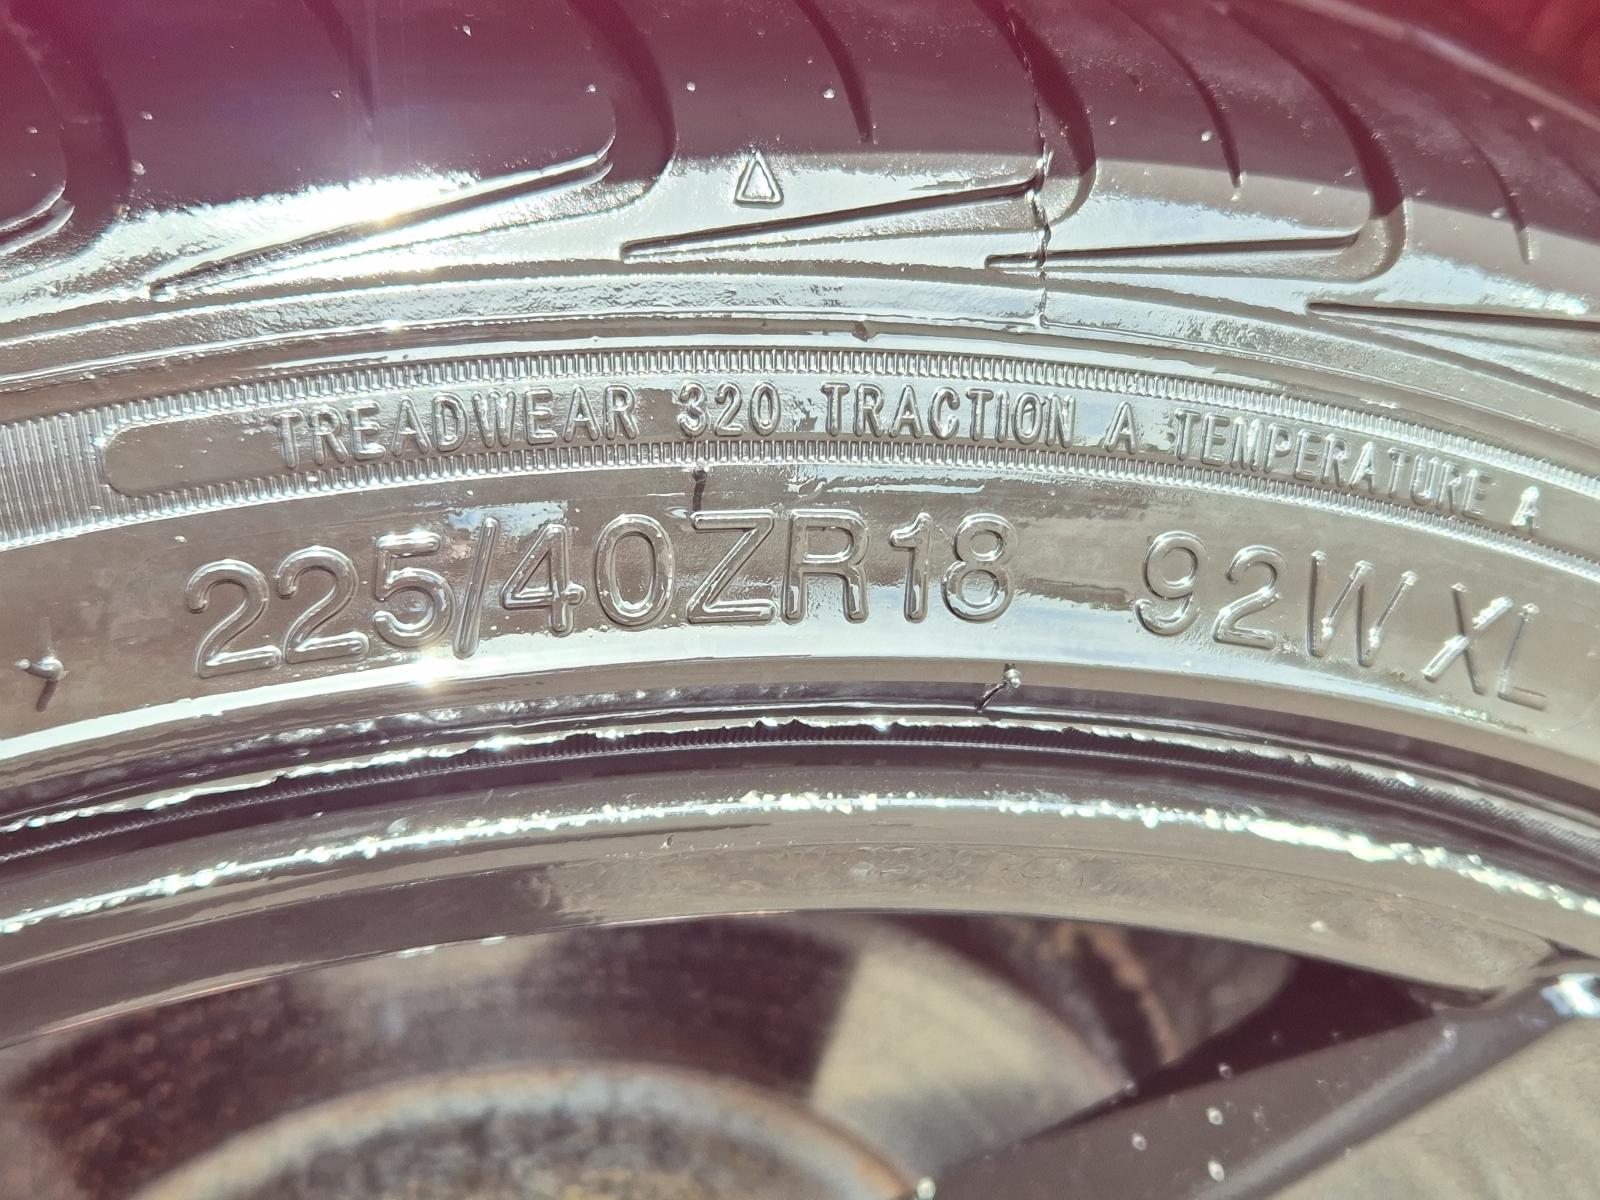 TREADWEAR 320 TRACTION A TEMPERATURE A
225/40ZR18 92W XL